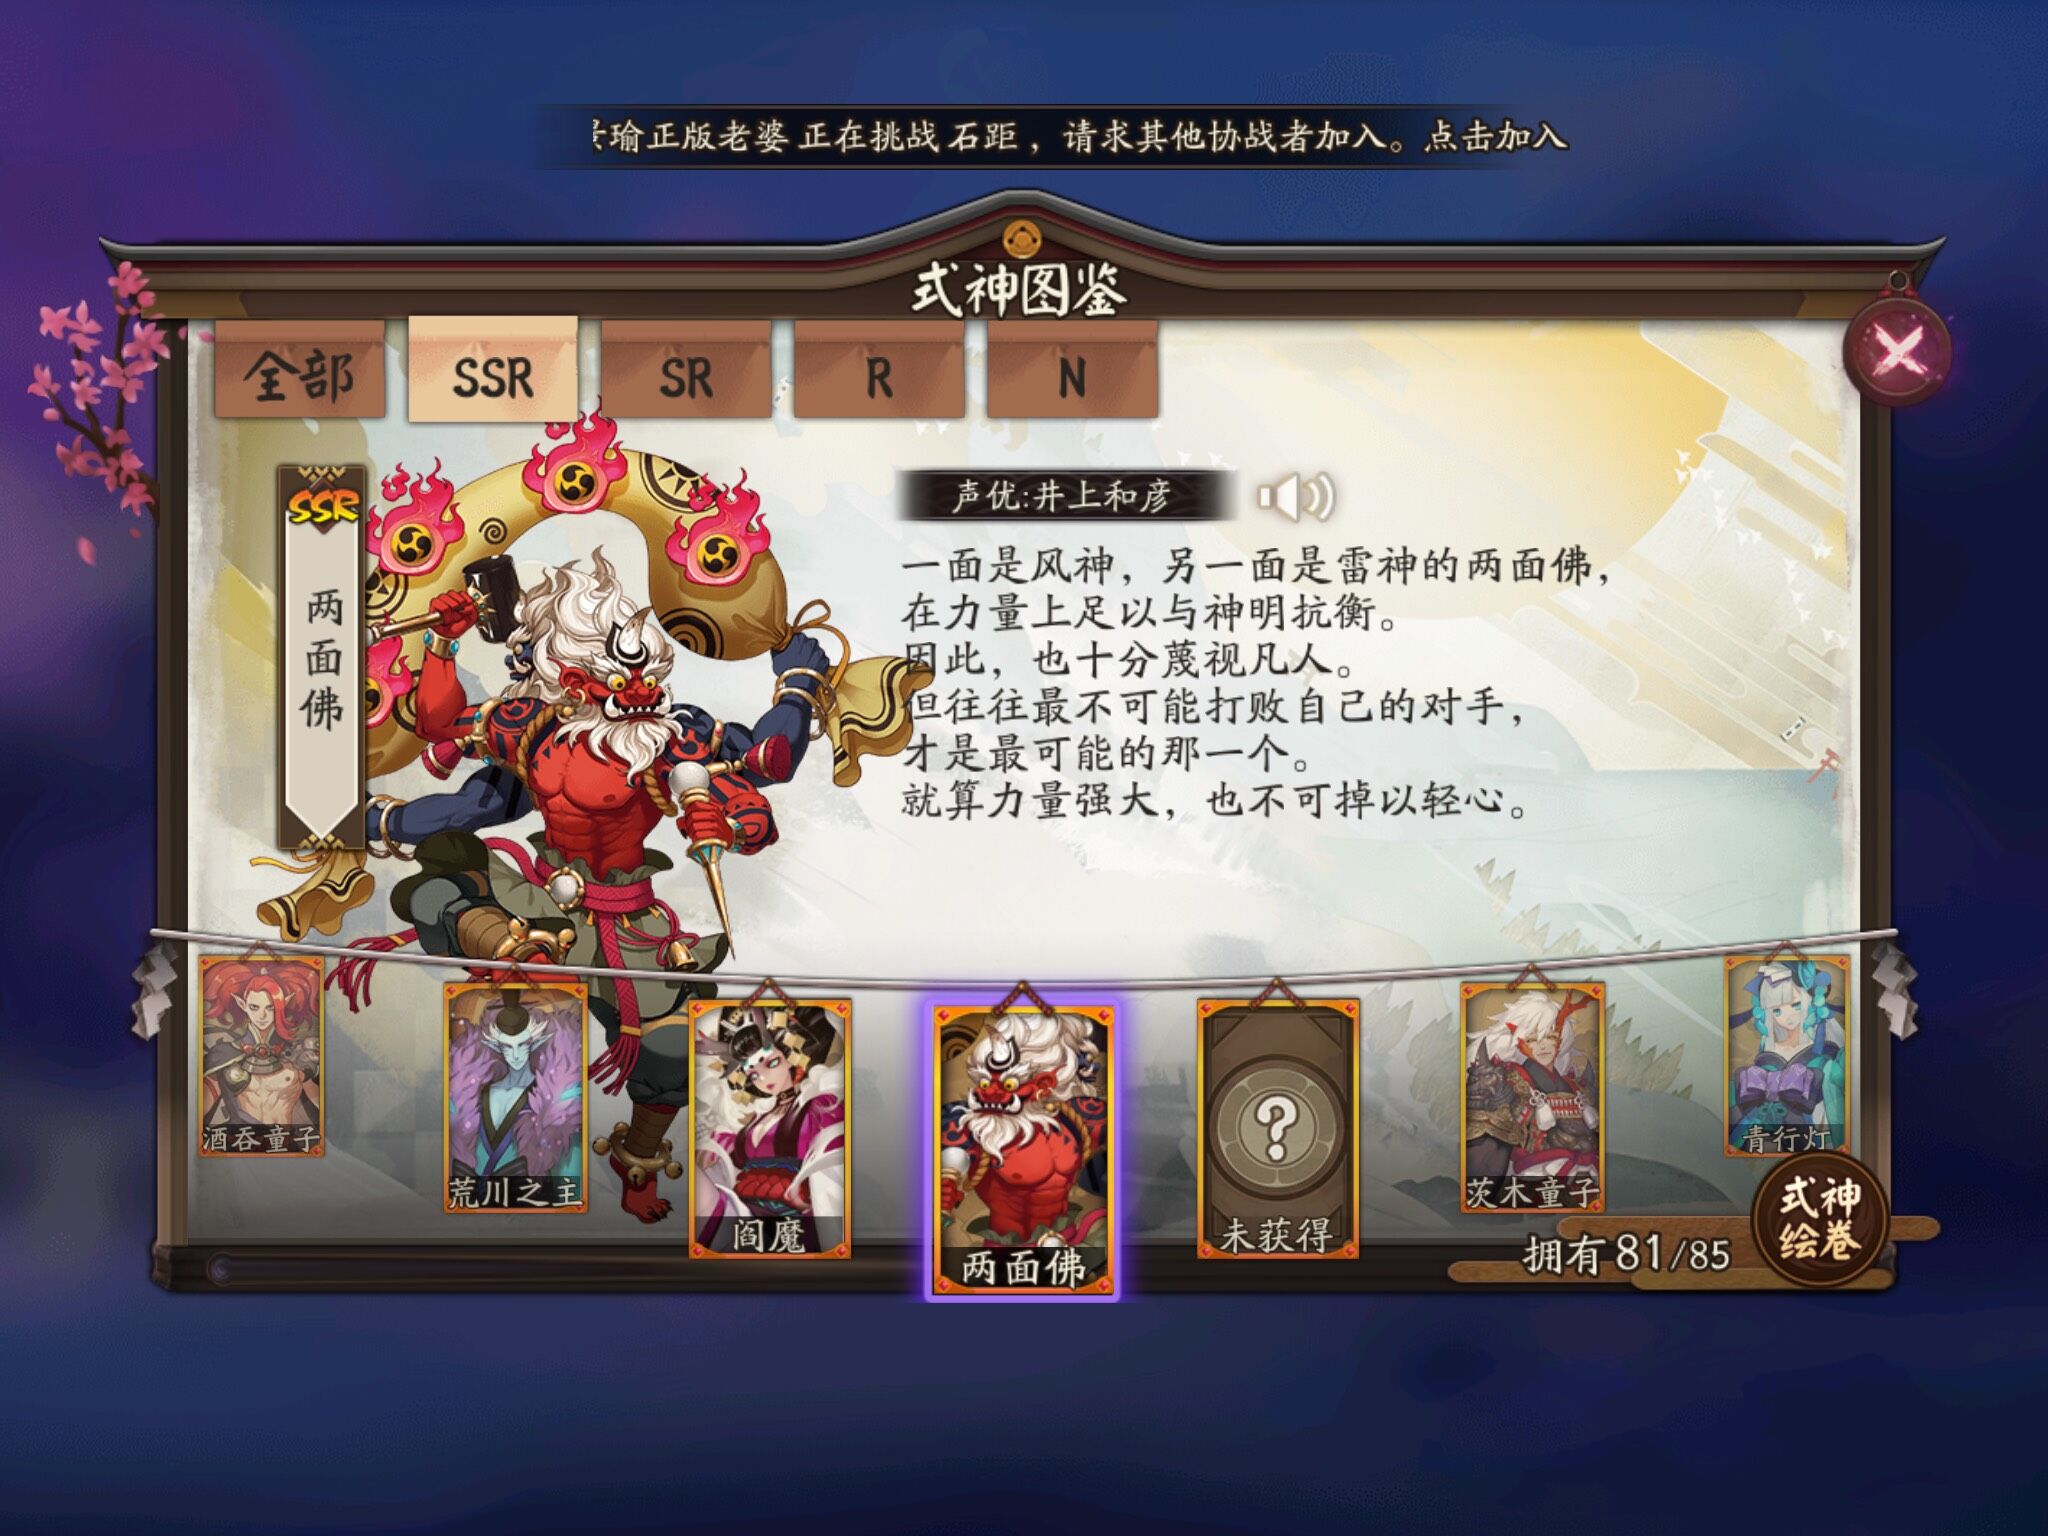 瑜正版老婆 正在挑战 石距，请求其他协战者加入。点击加入
式神图鉴
全部
SSR
SR
R
N
SSR
两面佛
声优:井上和彦
一面是风神，另一面是雷神的两面佛，
在力量上足以与神明抗衡。
因此，也十分蔑视凡人。
但往往最不可能打败自己的对手，
才是最可能的那一个。
就算力量强大，也不可掉以轻心。
酒吞童子
荒川之主
阎魔
两面佛
?
未获得
茨木童子
青行灯
拥有 81/85
式神
绘卷